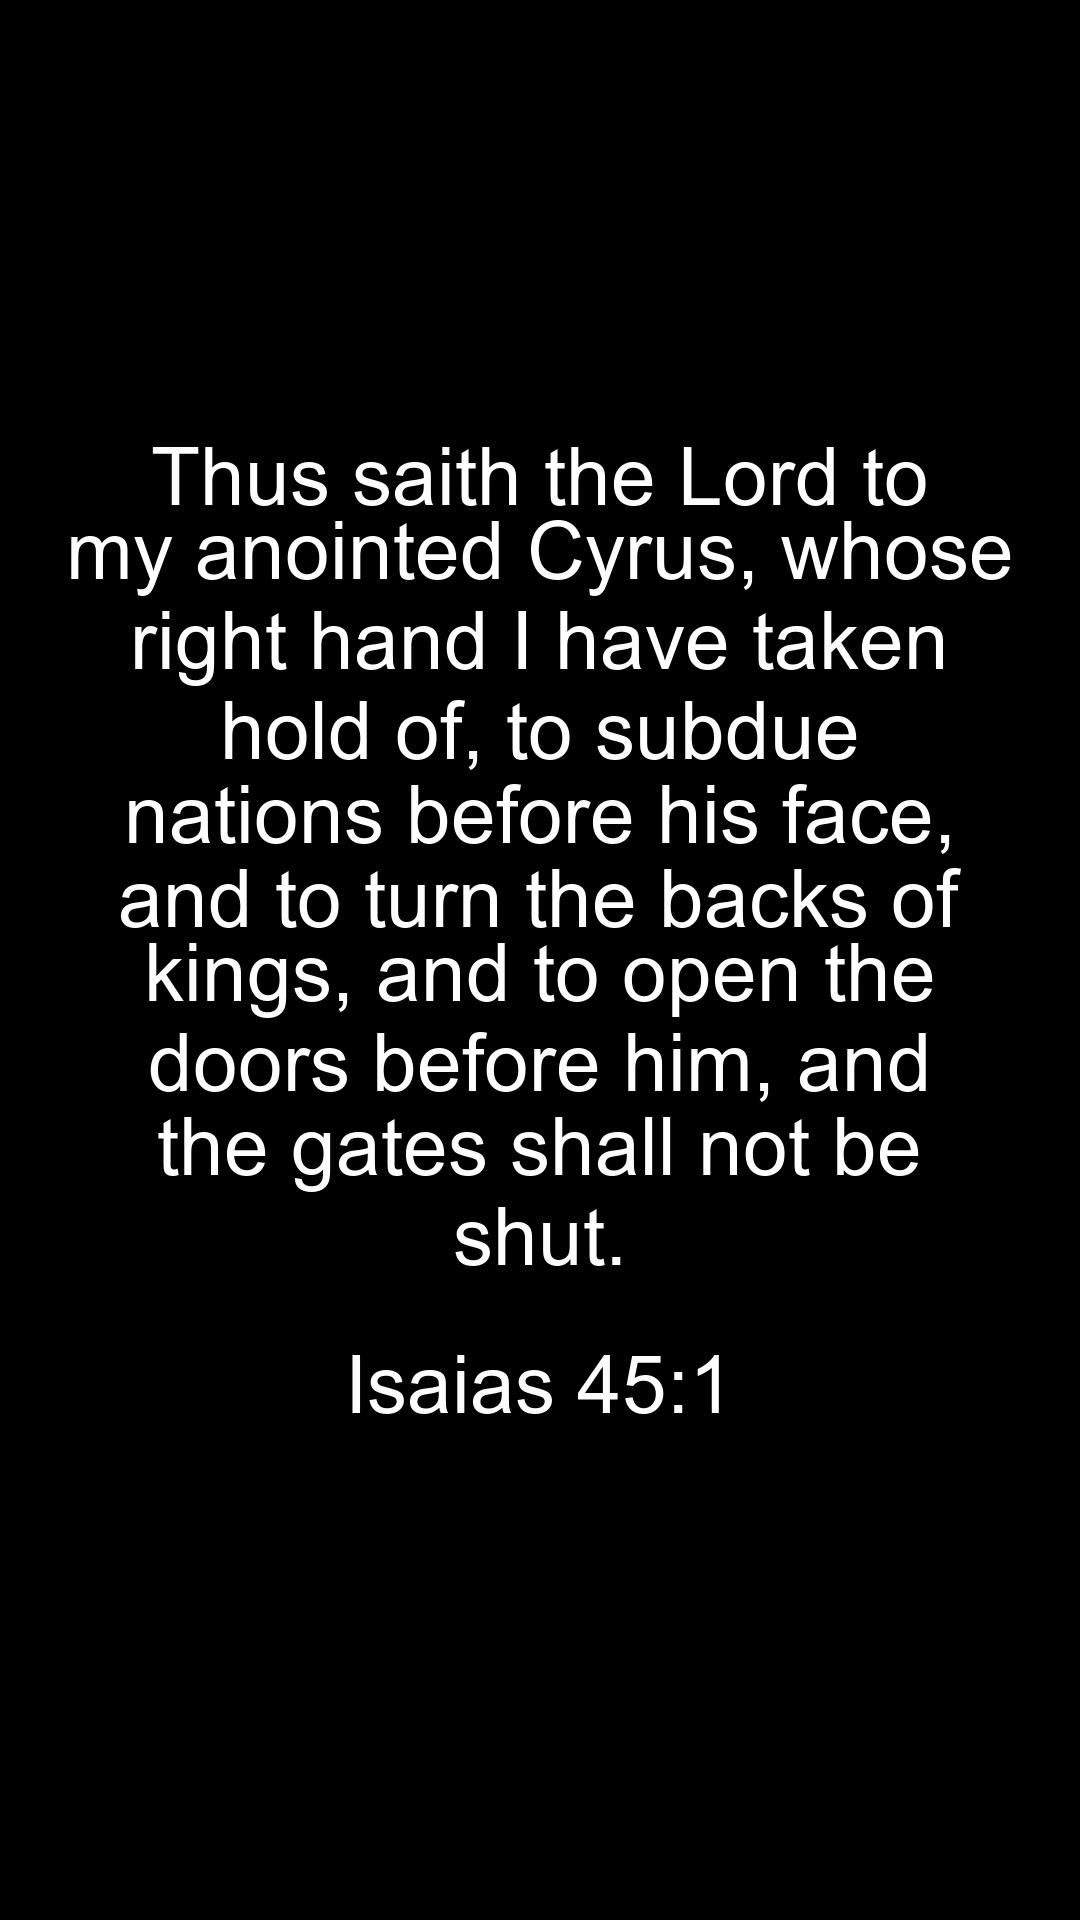 Thus saith the Lord to
my anointed Cyrus, whose
right hand I have taken
hold of, to subdue
nations before his face,
and to turn the backs of
kings, and to open the
doors before him, and
the gates shall not be
shut.
Isaias 45:1